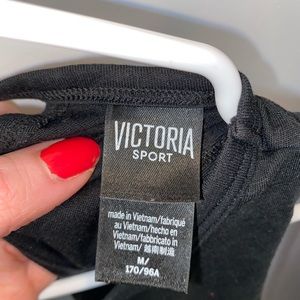 VICTORIA
SPORT
made in Vietnam/fabriqué
au Vietnam/hecho en
Vietnam/fabbricato in
Vietnam/越南制造
M/
170/96A